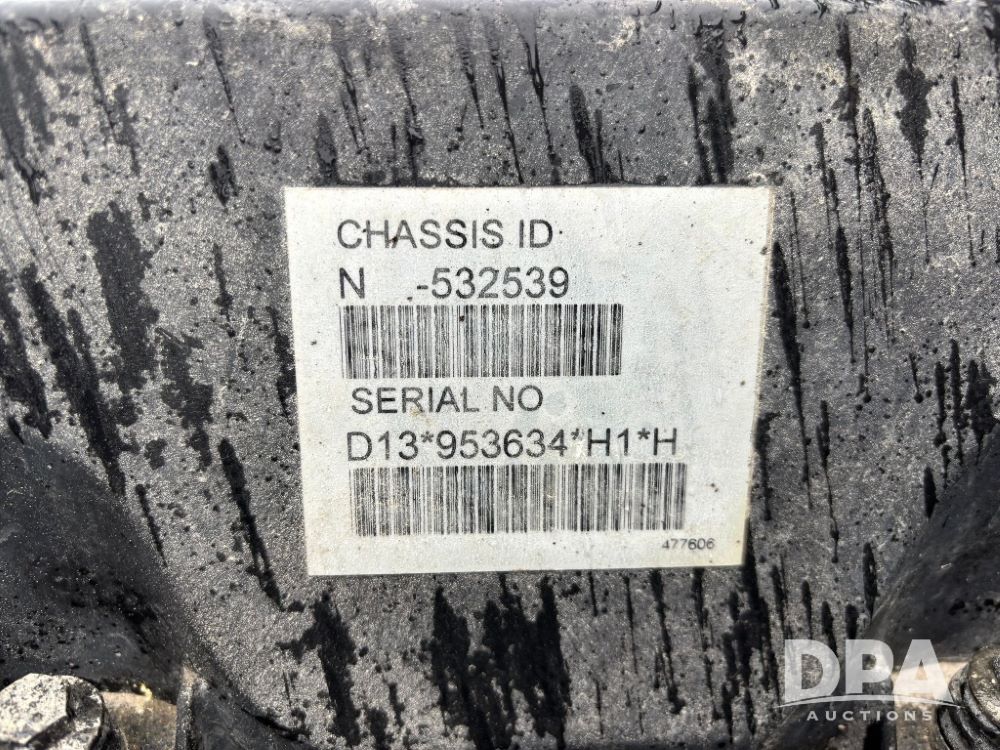 CHASSIS ID
N -532539
SERIAL NO
D13*953634*H1*H
477606
DPA
AUCTIONS